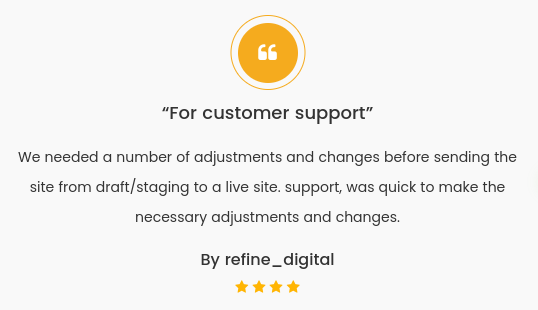 “For customer support”
We needed a number of adjustments and changes before sending the
site from draft/staging to a live site. support, was quick to make the
necessary adjustments and changes.
By refine_digital